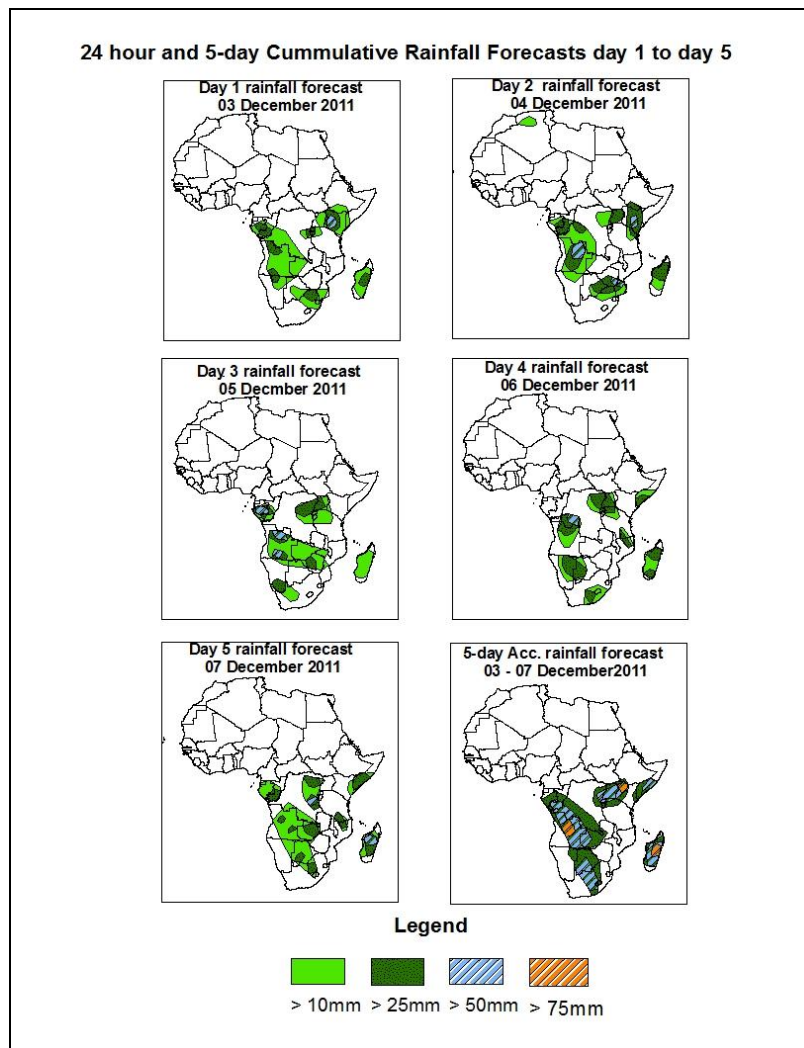 24 hour and 5-day Cummulative Rainfall Forecasts day 1 to day 5
Day 1 rainfall forecast
03 December 2011
Day 2 rainfall forecast
04 December 2011
Day 3 rainfall forecast
05 Decmber 2011
Day 4 rainfall forecast
06 December 2011
Day 5 rainfall forecast
07 December 2011
5-day Acc. rainfall forecast
03 - 07 December2011
Legend
> 10mm
> 25mm
> 50mm
> 75mm